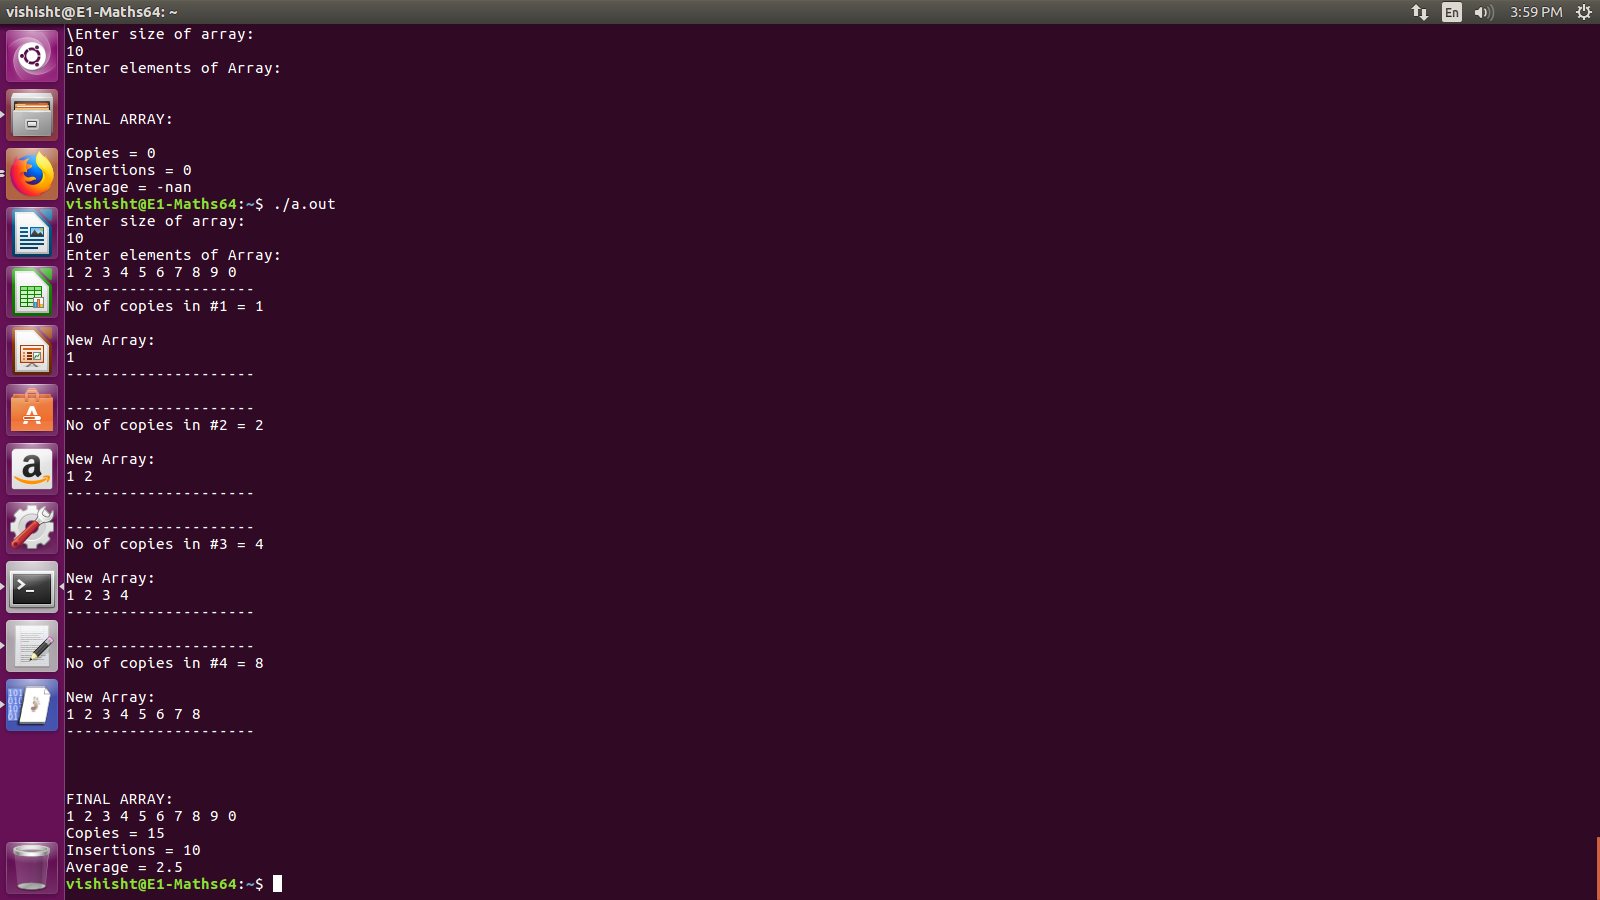 vishisht@E1-Maths64: ~
En
3:59 PM
\Enter size of array:
10
Enter elements of Array:
FINAL ARRAY:
Copies = 0
Insertions = 0
Average = -nan
vishisht@E1-Maths64:~$ ./a.out
Enter size of array:
10
Enter elements of Array:
1 2 3 4 5 6 7 8 9 0
---------------------
No of copies in #1 = 1
New Array:
1
---------------------
---------------------
No of copies in #2 = 2
New Array:
1 2
---------------------
---------------------
No of copies in #3 = 4
New Array:
1 2 3 4
---------------------
---------------------
No of copies in #4 = 8
New Array:
1 2 3 4 5 6 7 8
---------------------
FINAL ARRAY:
1 2 3 4 5 6 7 8 9 0
Copies = 15
Insertions = 10
Average = 2.5
vishisht@E1-Maths64:~$